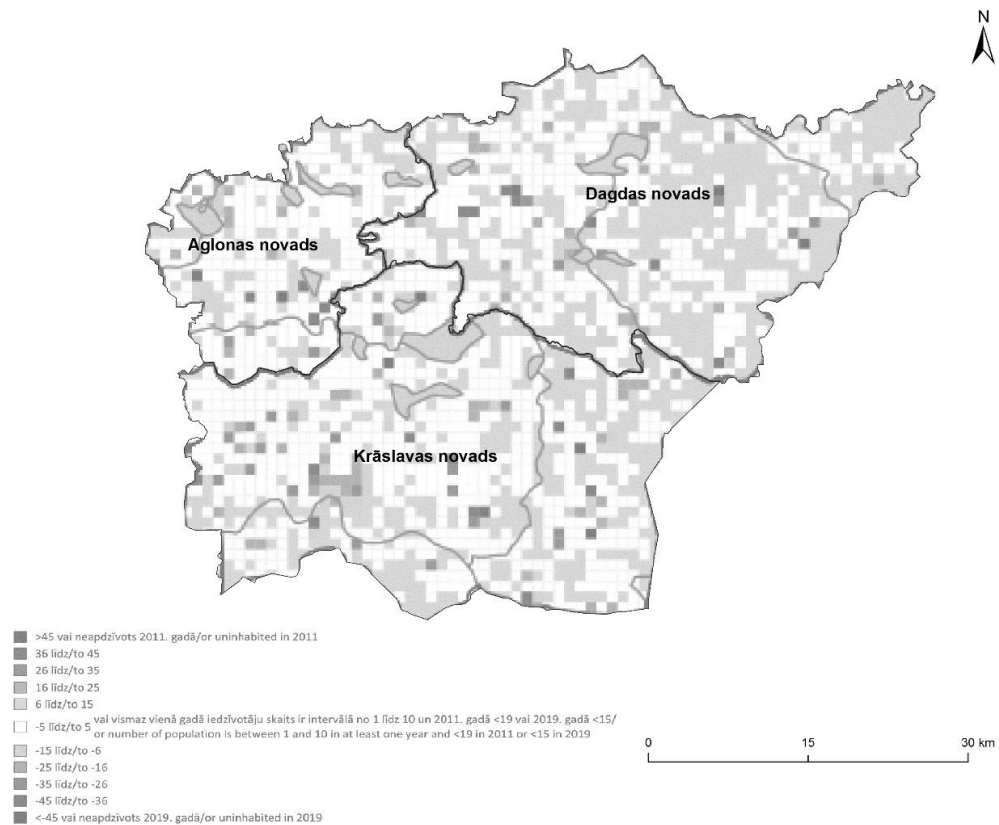 N
Dagdas novads
Aglonas novads
Krāslavas novads
>45 vai neapdzīvots 2011. gadā/or uninhabited in 2011
36 līdz/to 45
26 līdz/to 35
16 līdz/to 25
6 līdz/to 15
-5 līdz/to 5 vai vismaz vienā gadā iedzīvotāju skaits ir intervālā no 1 līdz 10 un 2011. gadā <19 vai 2019. gadā <15/
or number of population is between 1 and 10 in at least one year and <19 in 2011 or <15 in 2019
-15 līdz/to -6
-25 līdz/to -16
-35 līdz/to -26
-45 līdz/to -36
<-45 vai neapdzīvots 2019. gadā/or uninhabited in 2019
0 15 30 km